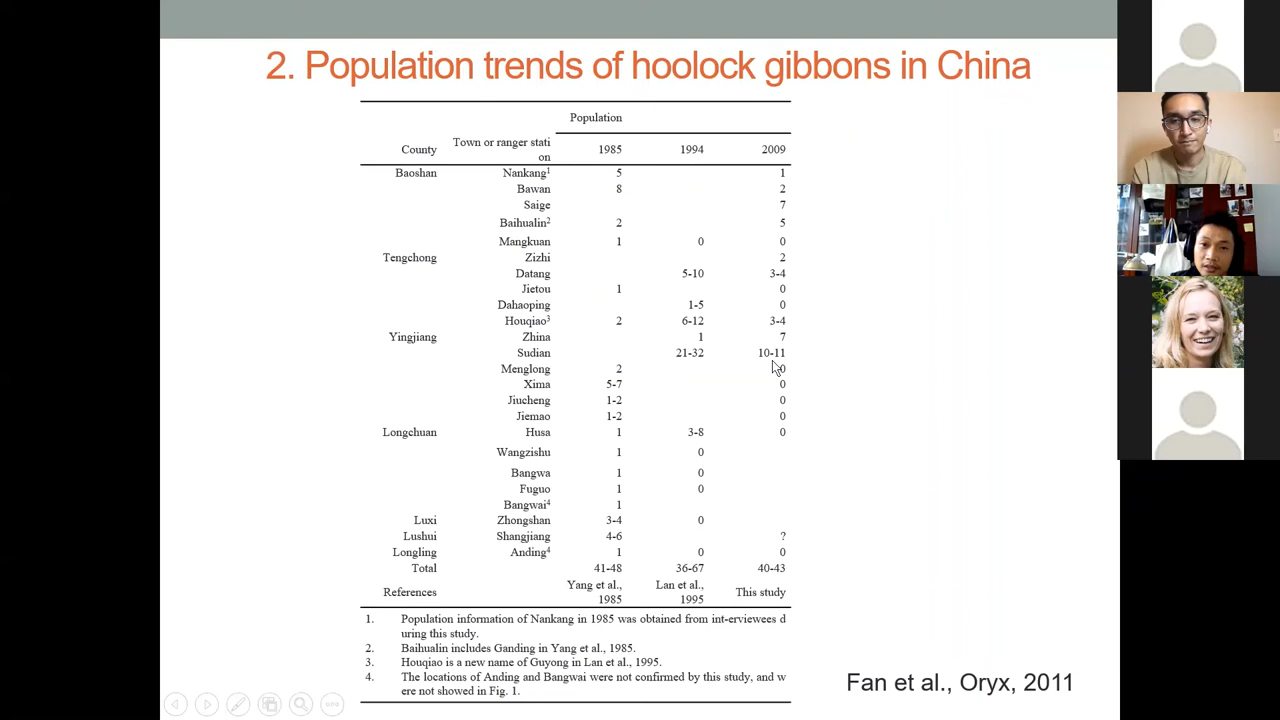 2. Population trends of hoolock gibbons in China
Population
County Town or ranger stati
on 1985 1994 2009
Baoshan Nankang¹ 5 1
Bawan 8 2
Saige 7
Baihualin² 2 5
Mangkuan 1 0 0
Tengchong Zizhi 2
Datang 5-10 3-4
Jietou 1 0
Dahaoping 1-5 0
Houqiao³ 2 6-12 3-4
Yingjiang Zhina 1 7
Sudian 21-32 10-11
Menglong 2 0
Xima 5-7 0
Jiucheng 1-2 0
Jiemao 1-2 0
Longchuan Husa 1 3-8 0
Wangzishu 1 0
Bangwa 1 0
Fuguo 1 0
Bangwai⁴ 1
Luxi Zhongshan 3-4 0
Lushui Shangjiang 4-6 ?
Longling Anding⁴ 1 0 0
Total 41-48 36-67 40-43
References Yang et al., 1985 Lan et al., 1995 This study
1. Population information of Nankang in 1985 was obtained from int-erviewees d
uring this study.
2. Baihualin includes Ganding in Yang et al., 1985.
3. Houqiao is a new name of Guyong in Lan et al., 1995.
4. The locations of Anding and Bangwai were not confirmed by this study, and w
ere not showed in Fig. 1.
Fan et al., Oryx, 2011